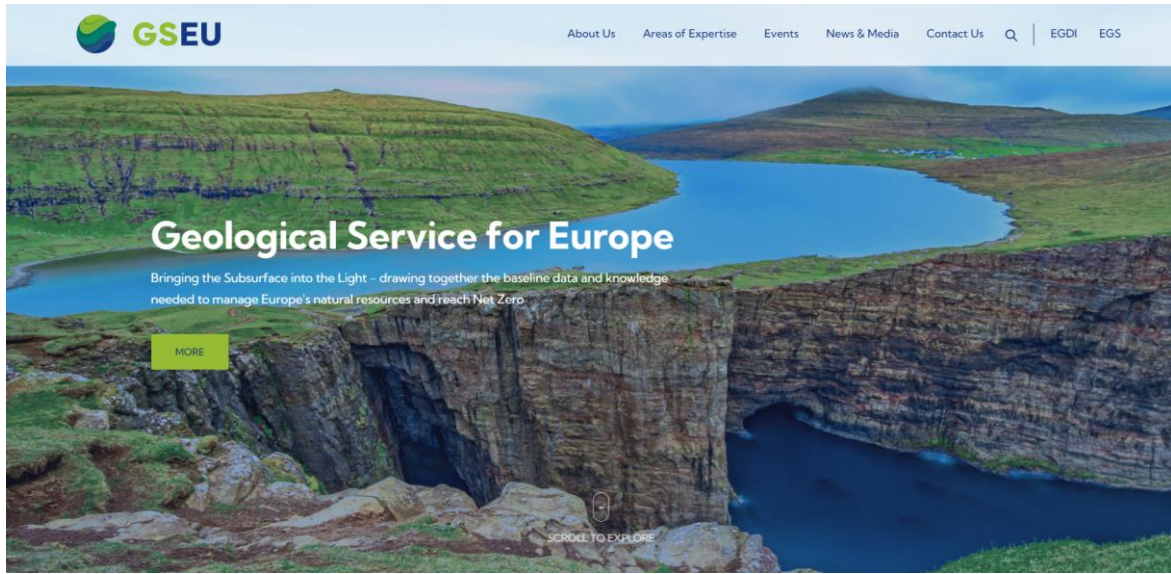 GSEU
About Us Areas of Expertise Events News & Media Contact Us EGDI EGS
Geological Service for Europe
Bringing the Subsurface into the Light – drawing together the baseline data and knowledge
needed to manage Europe's natural resources and reach Net Zero
MORE
SCROLL TO EXPLORE